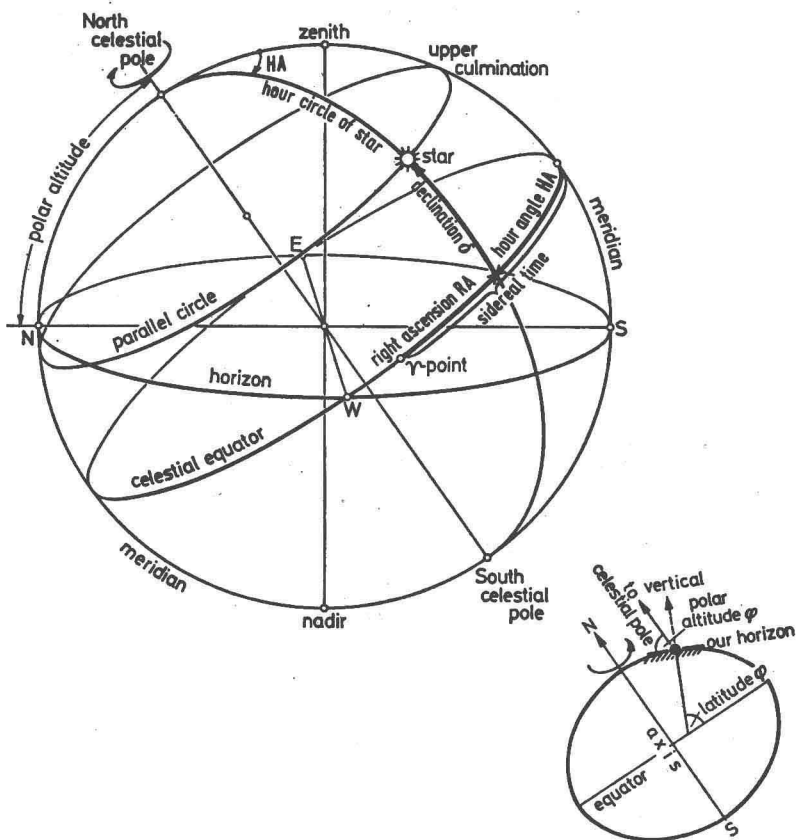 North
celestial
pole
zenith
upper
culmination
HA
hour circle of star
star
polar altitude
declination δ
hour angle HA
meridian
E
right ascension RA
sidereal time
parallel circle
N
S
ϒ-point
horizon
W
celestial equator
meridian
South
celestial
pole
nadir
to
celestial pole
vertical
polar
altitude φ
our horizon
N
latitude φ
axis
equator
S